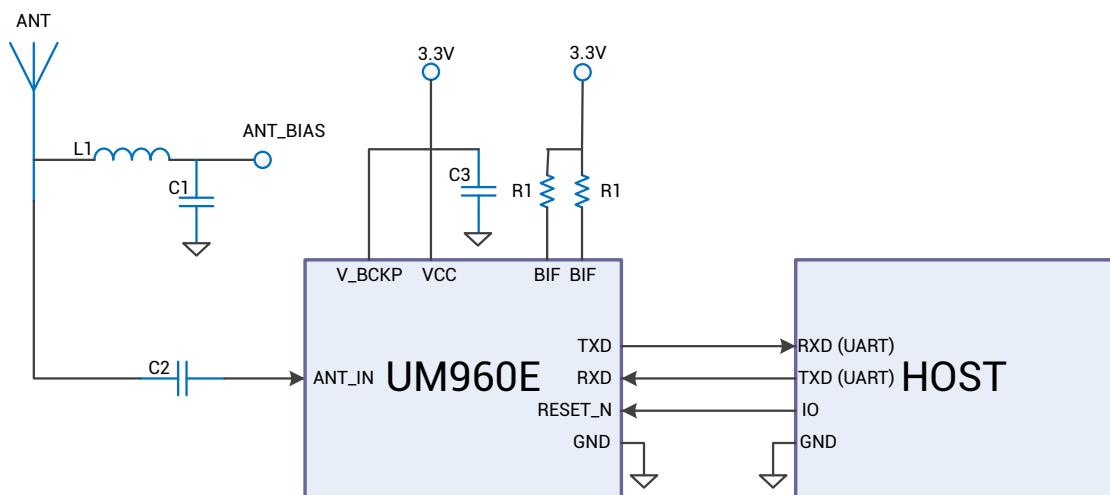 ANT
3.3V
3.3V
ANT_BIAS
L1
C1
C3
R1
R1
V_BCKP
VCC
BIF
BIF
C2
ANT_IN
UM960E
TXD
RXD
RESET_N
GND
RXD (UART)
TXD (UART)
IO
GND
HOST